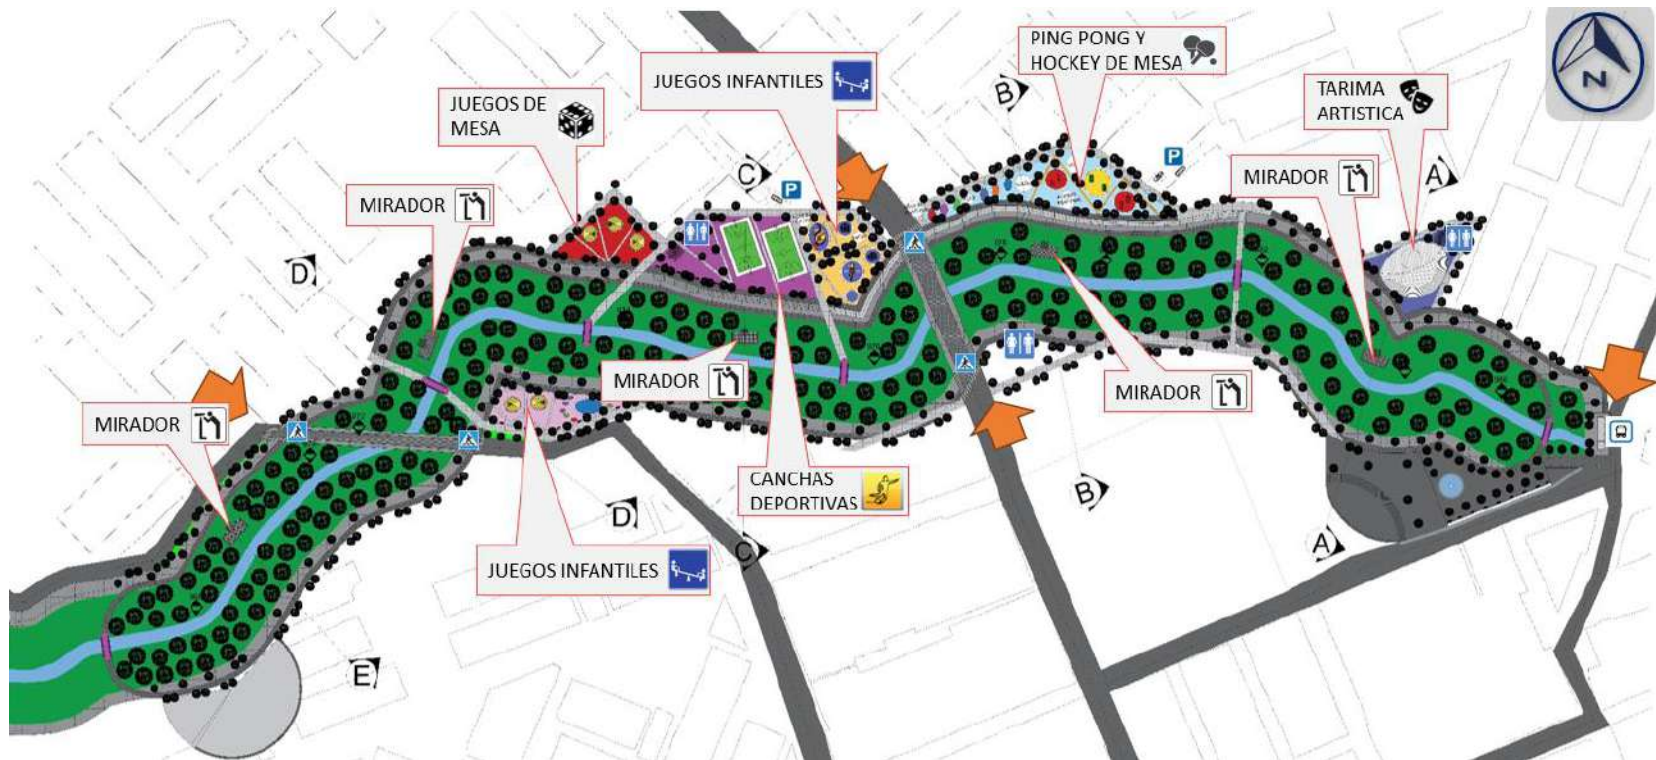 PING PONG Y
HOCKEY DE MESA
JUEGOS INFANTILES
TARIMA
ARTISTICA
N
JUEGOS DE
MESA
B
C
P
P
MIRADOR
A
MIRADOR
D
MIRADOR
MIRADOR
MIRADOR
CANCHAS
DEPORTIVAS
B
D
C
A
JUEGOS INFANTILES
E